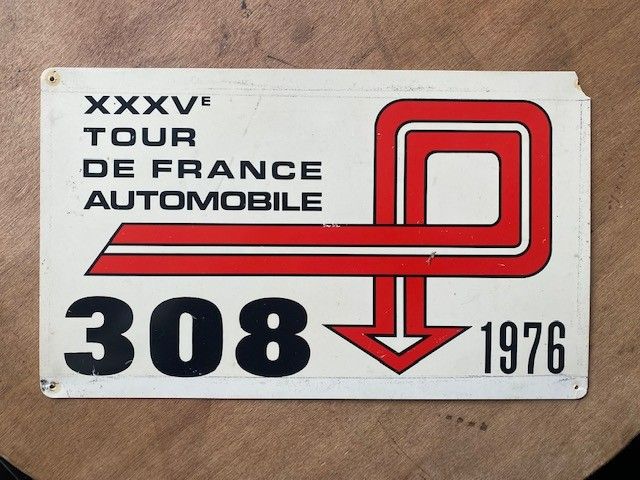 XXXVᴱ
TOUR
DE FRANCE
AUTOMOBILE
308
1976